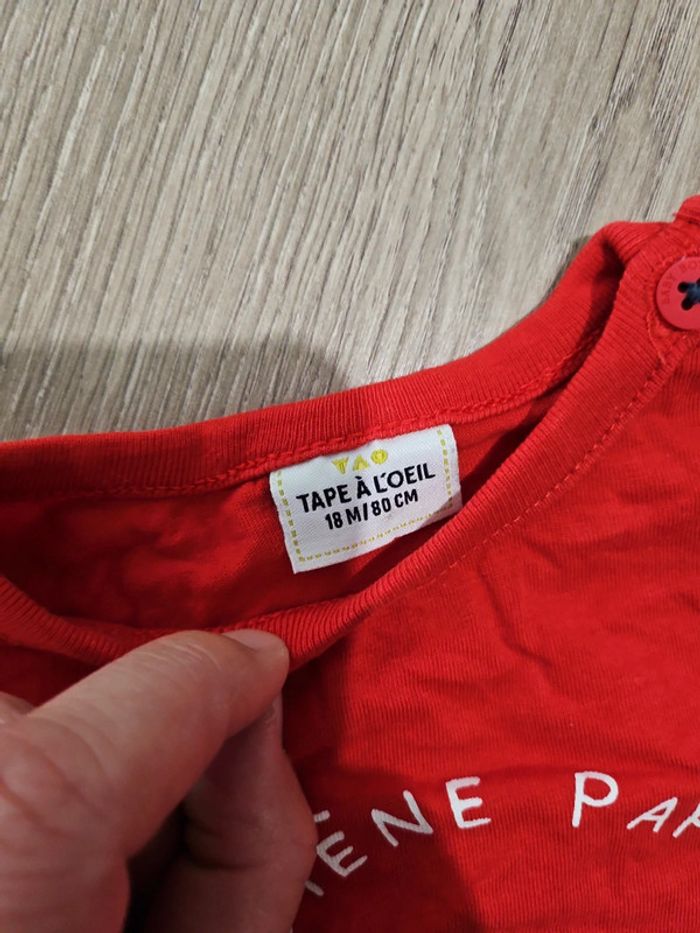 TAO
TAPE À L'OEIL
18 M/80 CM
ÈNE PA